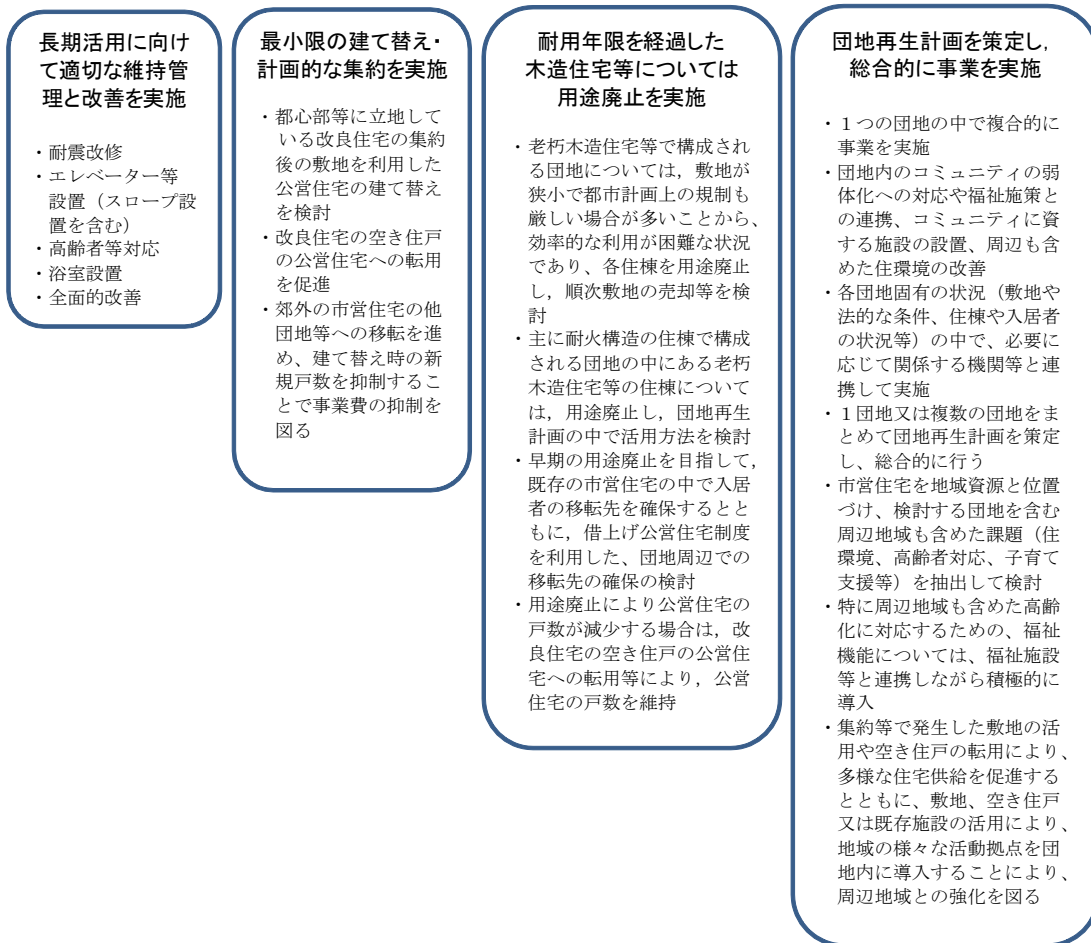 長期活用に向け
て適切な維持管
理と改善を実施
・耐震改修
・エレベーター等
設置（スロープ設
置を含む）
・高齢者等対応
・浴室設置
・全面的改善
最小限の建て替え・
計画的な集約を実施
・都心部等に立地して
いる改良住宅の集約
後の敷地を利用した
公営住宅の建て替え
を検討
・改良住宅の空き住戸
の公営住宅への転用
を促進
・郊外の市営住宅の他
団地等への移転を進
め、建て替え時の新
規戸数を抑制するこ
とで事業費の抑制を
図る
耐用年限を経過した
木造住宅等については
用途廃止を実施
・老朽木造住宅等で構成され
る団地については，敷地が
狭小で都市計画上の規制も
厳しい場合が多いことから、
効率的な利用が困難な状況
であり、各住棟を用途廃止
し，順次敷地の売却等を検
討
・主に耐火構造の住棟で構成
される団地の中にある老朽
木造住宅等の住棟について
は，用途廃止し，団地再生
計画の中で活用方法を検討
・早期の用途廃止を目指して，
既存の市営住宅の中で入居
者の移転先を確保するとと
もに，借上げ公営住宅制度
を利用した、団地周辺での
移転先の確保の検討
・用途廃止により公営住宅の
戸数が減少する場合は，改
良住宅の空き住戸の公営住
宅への転用等により，公営
住宅の戸数を維持
団地再生計画を策定し，
総合的に事業を実施
・１つの団地の中で複合的に
事業を実施
・団地内のコミュニティの弱
体化への対応や福祉施策と
の連携、コミュニティに資
する施設の設置、周辺も含
めた住環境の改善
・各団地固有の状況（敷地や
法的な条件、住棟や入居者
の状況等）の中で、必要に
応じて関係する機関等と連
携して実施
・１団地又は複数の団地をま
とめて団地再生計画を策定
し、総合的に行う
・市営住宅を地域資源と位置
づけ、検討する団地を含む
周辺地域も含めた課題（住
環境、高齢者対応、子育て
支援等）を抽出して検討
・特に周辺地域も含めた高齢
化に対応するための、福祉
機能については、福祉施設
等と連携しながら積極的に
導入
・集約等で発生した敷地の活
用や空き住戸の転用により、
多様な住宅供給を促進する
とともに、敷地、空き住戸
又は既存施設の活用により、
地域の様々な活動拠点を団
地内に導入することにより、
周辺地域との強化を図る